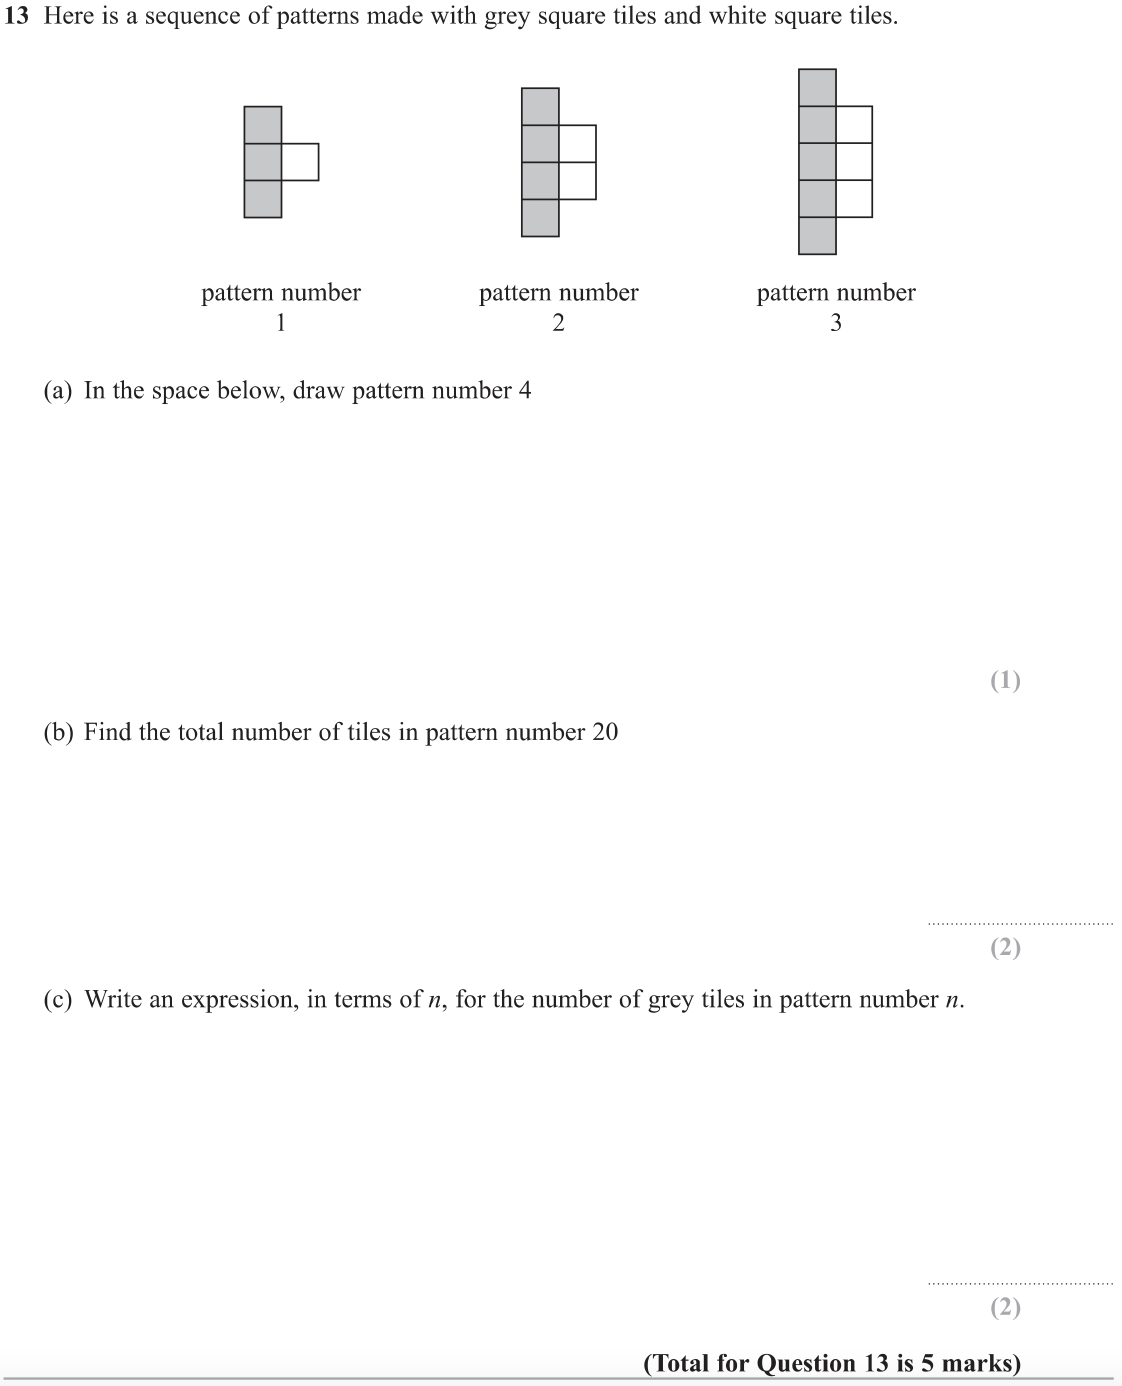 13 Here is a sequence of patterns made with grey square tiles and white square tiles.
pattern number pattern number pattern number
1 2 3
(a) In the space below, draw pattern number 4
(1)
(b) Find the total number of tiles in pattern number 20
(2)
(c) Write an expression, in terms of n, for the number of grey tiles in pattern number n.
(2)
(Total for Question 13 is 5 marks)